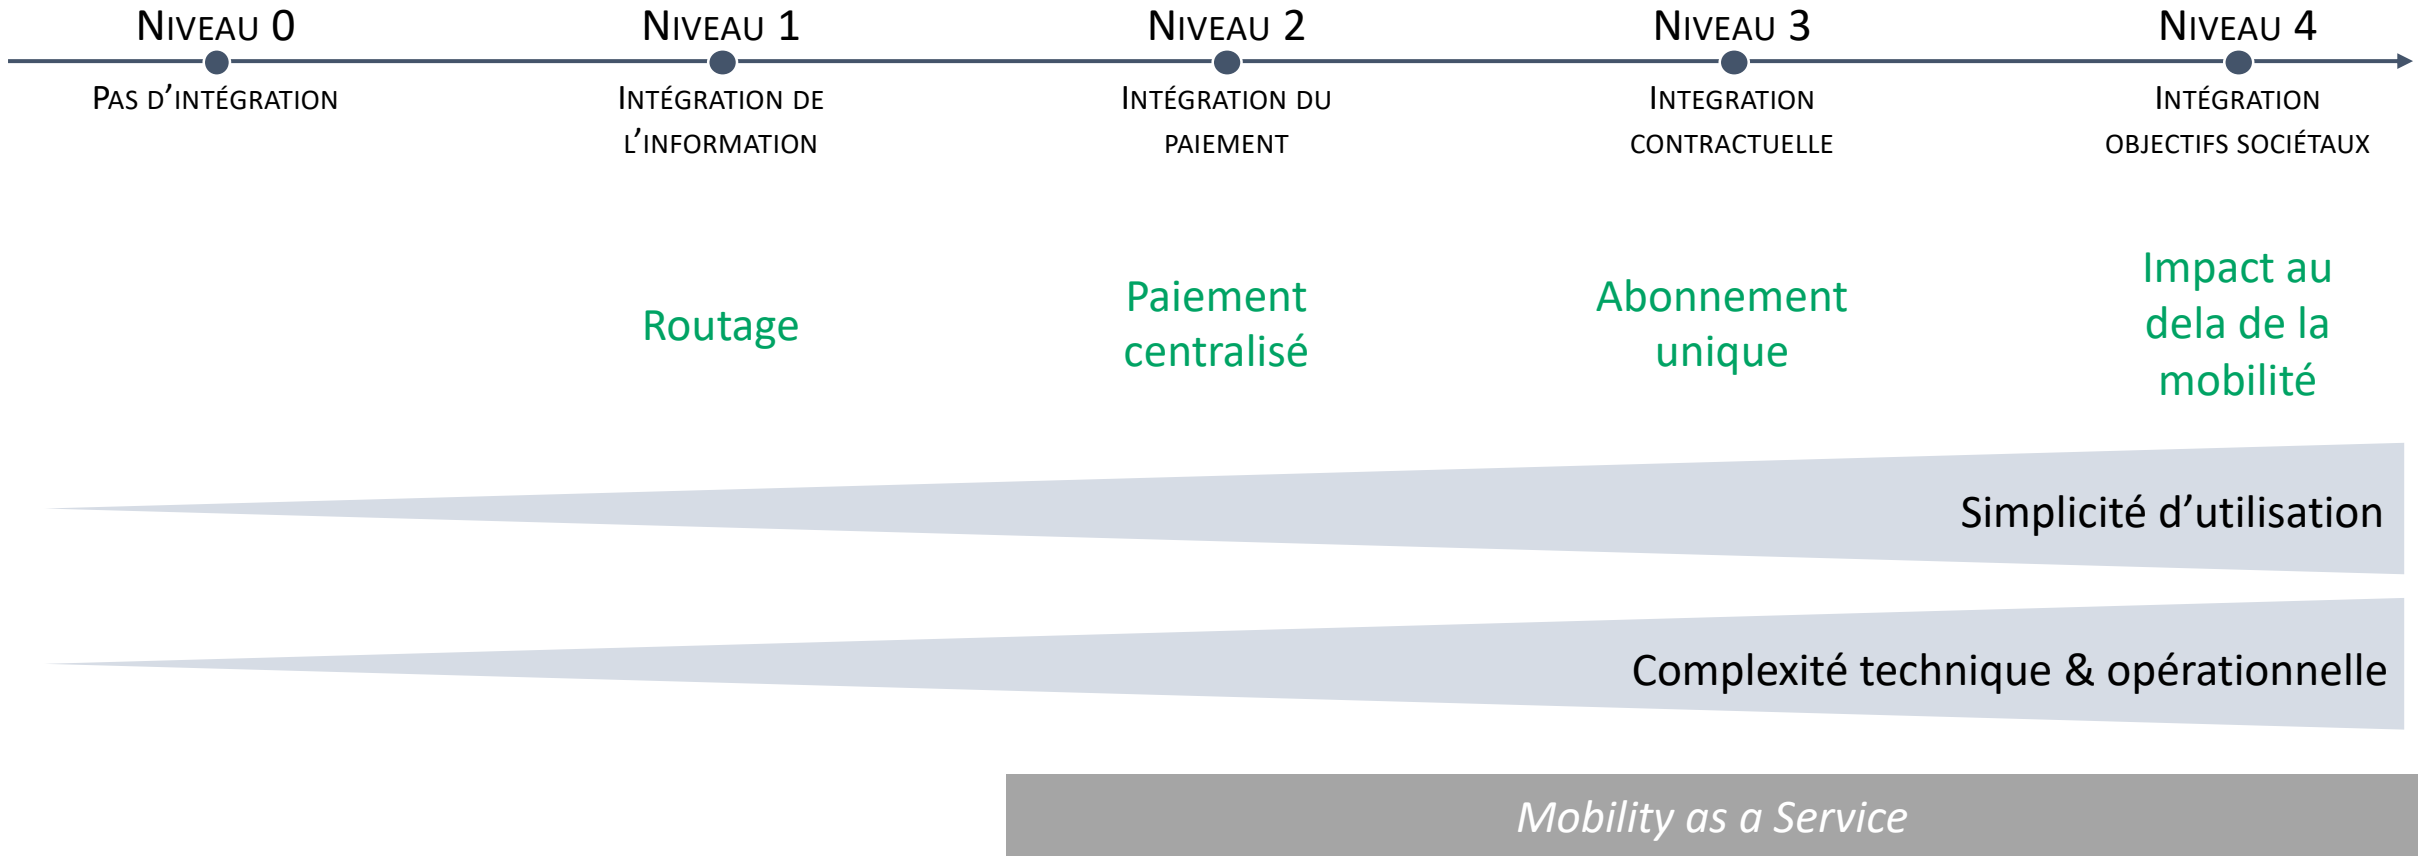 NIVEAU 0
NIVEAU 1
NIVEAU 2
NIVEAU 3
NIVEAU 4
PAS D’INTÉGRATION
INTÉGRATION DE
L’INFORMATION
INTÉGRATION DU
PAIEMENT
INTEGRATION
CONTRACTUELLE
INTÉGRATION
OBJECTIFS SOCIÉTAUX
Routage
Paiement
centralisé
Abonnement
unique
Impact au
dela de la
mobilité
Simplicité d’utilisation
Complexité technique & opérationnelle
Mobility as a Service